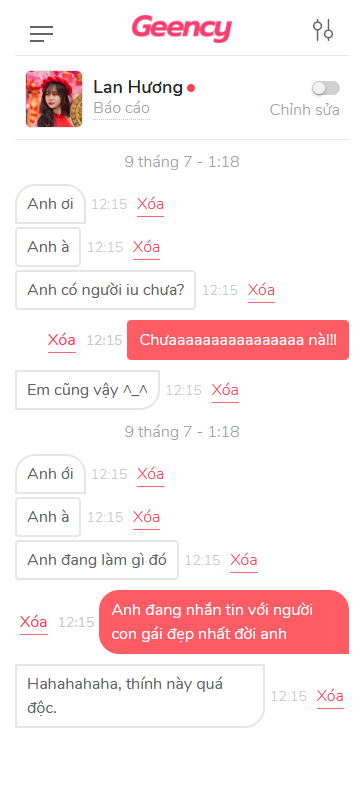 Geency
Lan Hương
Báo cáo
Chỉnh sửa
9 tháng 7 - 1:18
Anh ơi 12:15 Xóa
Anh à 12:15 Xóa
Anh có người iu chưa? 12:15 Xóa
Xóa 12:15 Chưaaaaaaaaaaaaaaaa nà!!!
Em cũng vậy ^_^ 12:15 Xóa
9 tháng 7 - 1:18
Anh ới 12:15 Xóa
Anh à 12:15 Xóa
Anh đang làm gì đó 12:15 Xóa
Anh đang nhắn tin với người
Xóa 12:15
con gái đẹp nhất đời anh
Hahahahaha, thính này quá
12:15 Xóa
độc.